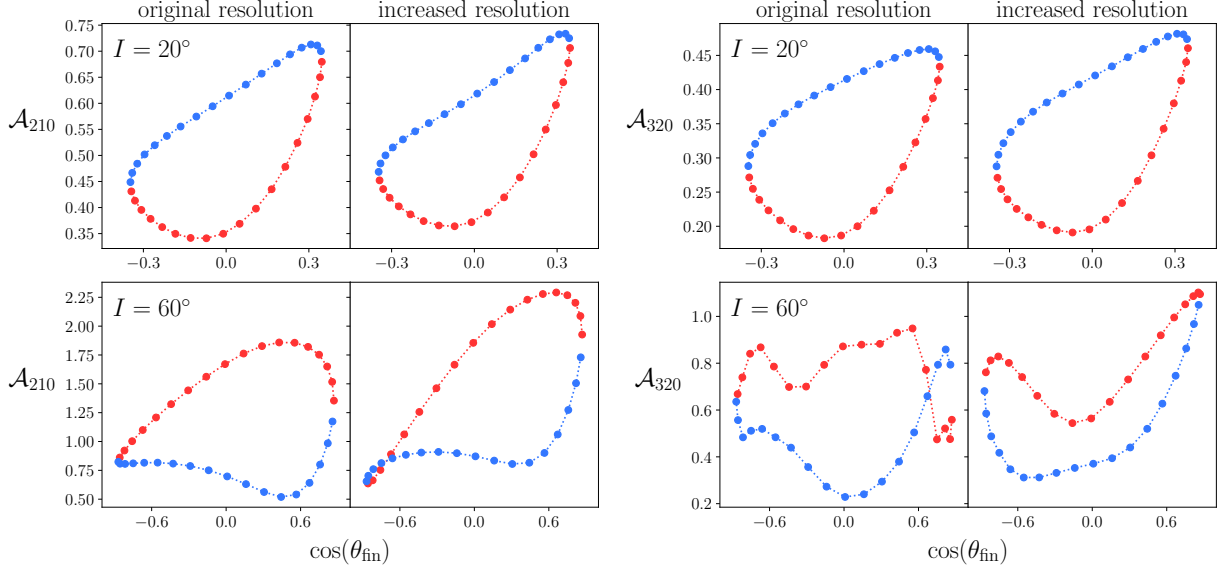 original resolution increased resolution original resolution increased resolution
I = 20° I = 20°
0.75
0.70
0.65
0.60
0.55
0.50
0.45
0.40
0.35
𝒜210
0.45
0.40
0.35
0.30
0.25
0.20
𝒜320
−0.3 0.0 0.3 −0.3 0.0 0.3 −0.3 0.0 0.3 −0.3 0.0 0.3
I = 60° I = 60°
2.25
2.00
1.75
1.50
1.25
1.00
0.75
0.50
𝒜210
1.0
0.8
0.6
0.4
0.2
𝒜320
−0.6 0.0 0.6 −0.6 0.0 0.6 −0.6 0.0 0.6 −0.6 0.0 0.6
cos(θfin) cos(θfin)